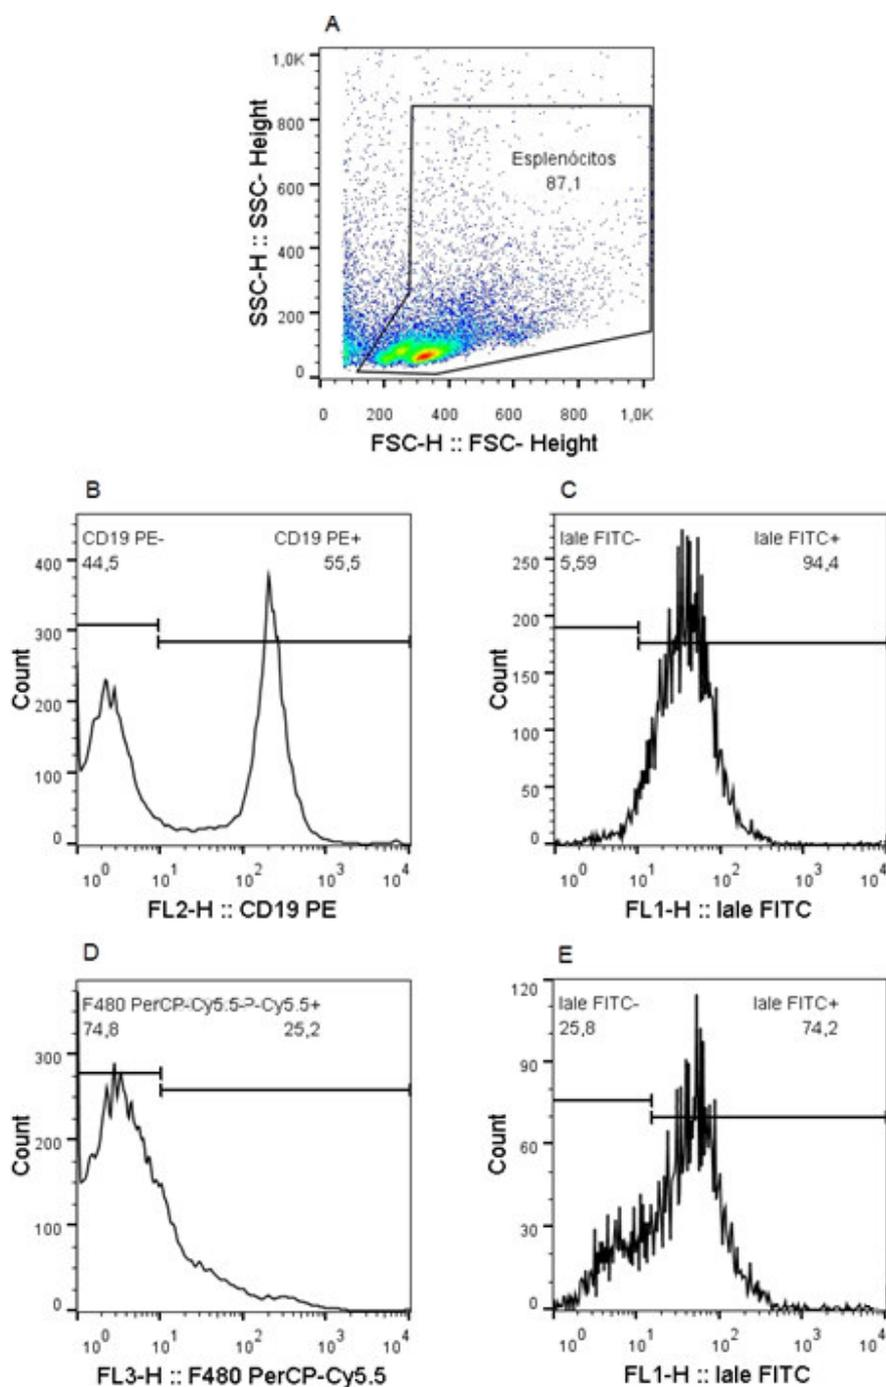 A
1,0K
800
600
400
200
0
SSC-H :: SSC- Height
Esplenócitos
87,1
0 200 400 600 800 1,0K
FSC-H :: FSC- Height
B
CD19 PE- CD19 PE+
44,5 55,5
400
300
200
100
0
Count
10^0 10^1 10^2 10^3 10^4
FL2-H :: CD19 PE
C
Iale FITC- Iale FITC+
5,59 94,4
250
200
150
100
50
0
Count
10^0 10^1 10^2 10^3 10^4
FL1-H :: Iale FITC
D
F480 PerCP-Cy5.5-P-Cy5.5+
74,8 25,2
300
200
100
0
Count
10^0 10^1 10^2 10^3 10^4
FL3-H :: F480 PerCP-Cy5.5
E
Iale FITC- Iale FITC+
25,8 74,2
120
90
60
30
0
Count
10^0 10^1 10^2 10^3 10^4
FL1-H :: Iale FITC